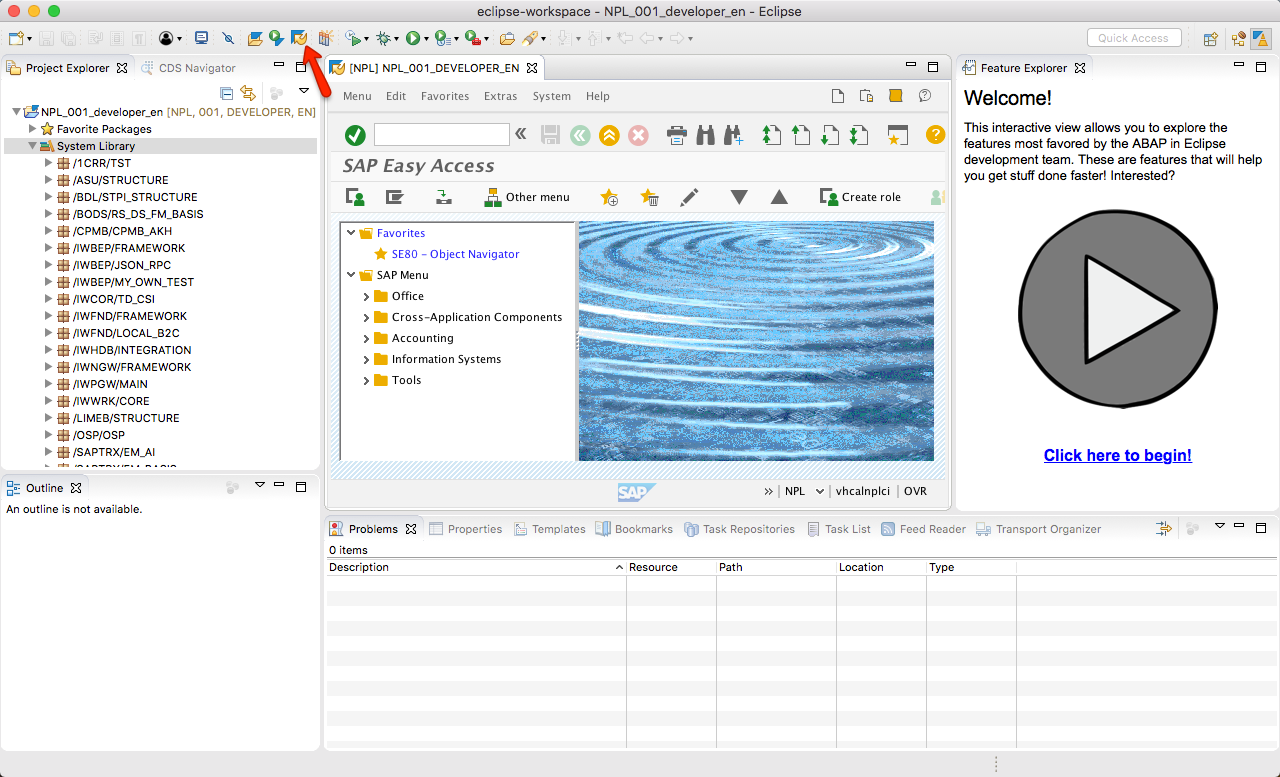 eclipse-workspace - NPL_001_developer_en - Eclipse
Quick Access
Project Explorer
CDS Navigator
NPL_001_developer_en [NPL, 001, DEVELOPER, EN]
Favorite Packages
System Library
/1CRR/TST
/ASU/STRUCTURE
/BDL/STPI_STRUCTURE
/BODS/RS_DS_FM_BASIS
/CPMB/CPMB_AKH
/IWBEP/FRAMEWORK
/IWBEP/JSON_RPC
/IWBEP/MY_OWN_TEST
/IWCOR/TD_CSI
/IWFND/FRAMEWORK
/IWFND/LOCAL_B2C
/IWHDB/INTEGRATION
/IWNGW/FRAMEWORK
/IWPGW/MAIN
/IWWRK/CORE
/LIMEB/STRUCTURE
/OSP/OSP
/SAPTRX/EM_AI
/SAPTRX/EM_BASIS
Outline
An outline is not available.
[NPL] NPL_001_DEVELOPER_EN
Menu Edit Favorites Extras System Help
SAP Easy Access
Other menu
Create role
Favorites
SE80 – Object Navigator
SAP Menu
Office
Cross-Application Components
Accounting
Information Systems
Tools
SAP
NPL
vhcalnplci
OVR
Feature Explorer
Welcome!
This interactive view allows you to explore the
features most favored by the ABAP in Eclipse
development team. These are features that will help
you get stuff done faster! Interested?
Click here to begin!
Problems
Properties
Templates
Bookmarks
Task Repositories
Task List
Feed Reader
Transport Organizer
0 items
Description Resource Path Location Type